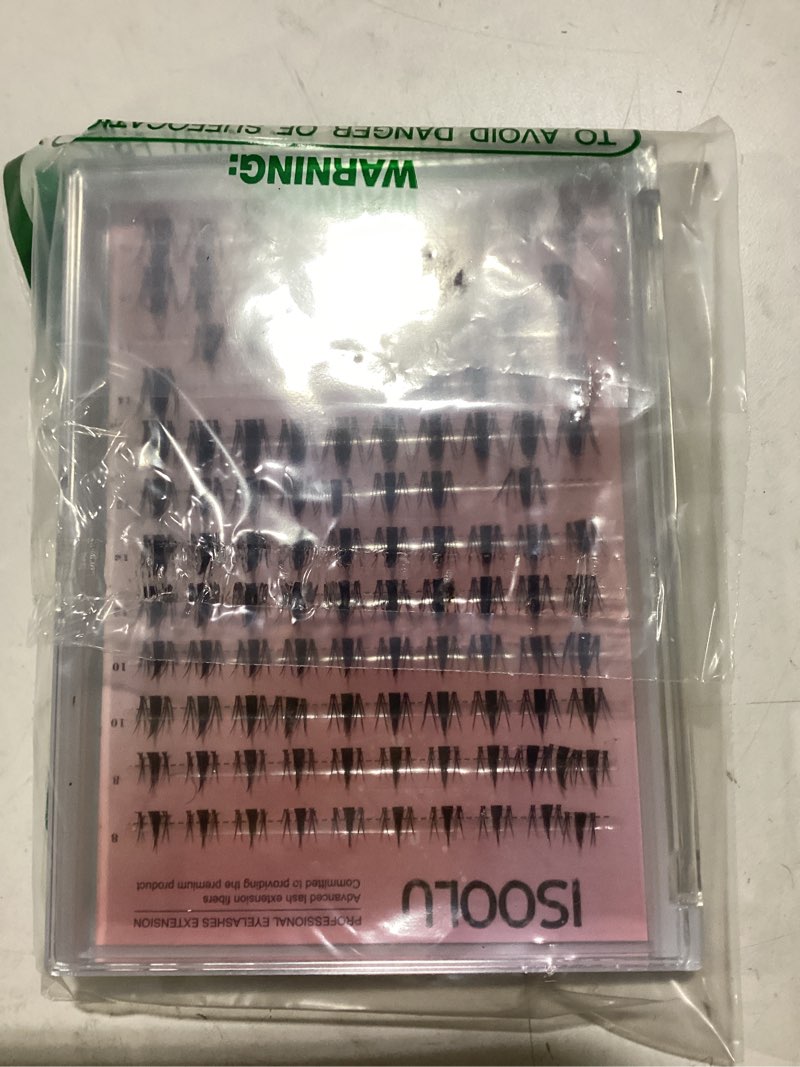 ISOOLU
PROFESSIONAL EYELASHES EXTENSION
Advanced lash extension fibers
Committed to providing the premium product
8
8
10
10
14
WARNING:
TO AVOID DANGER OF SUFFOCATI